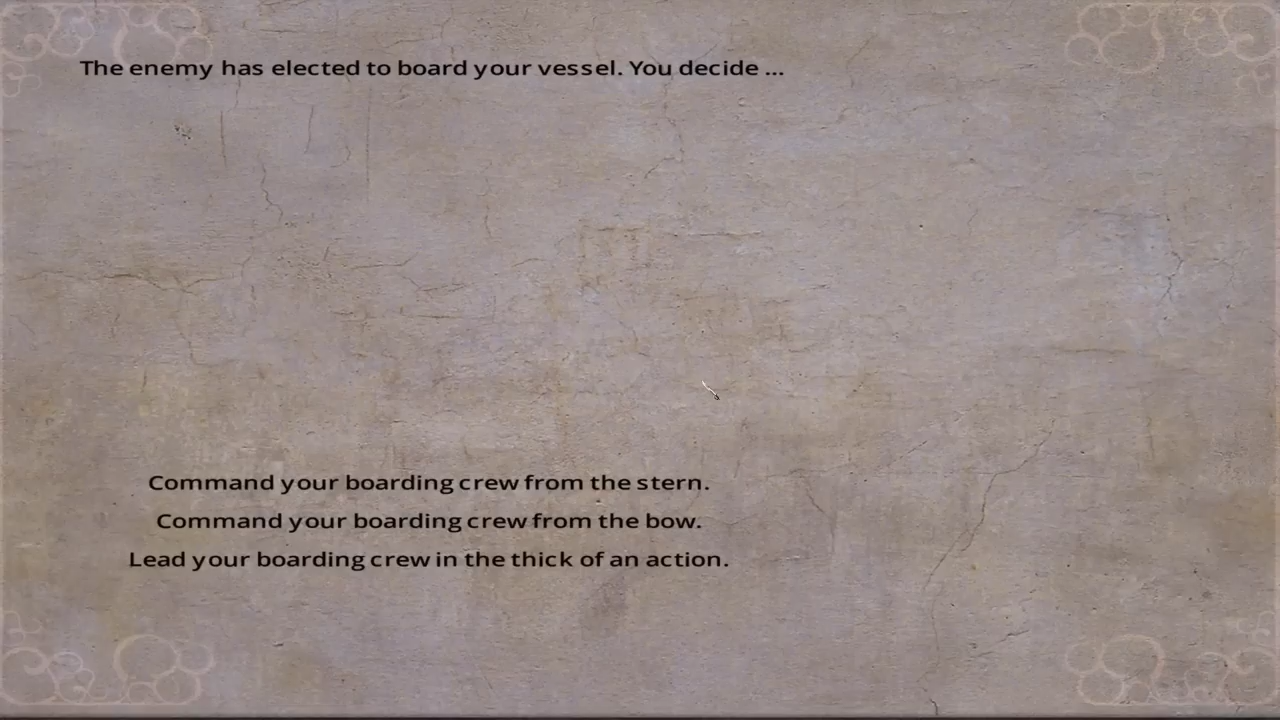 The enemy has elected to board your vessel. You decide ...
Command your boarding crew from the stern.
Command your boarding crew from the bow.
Lead your boarding crew in the thick of an action.